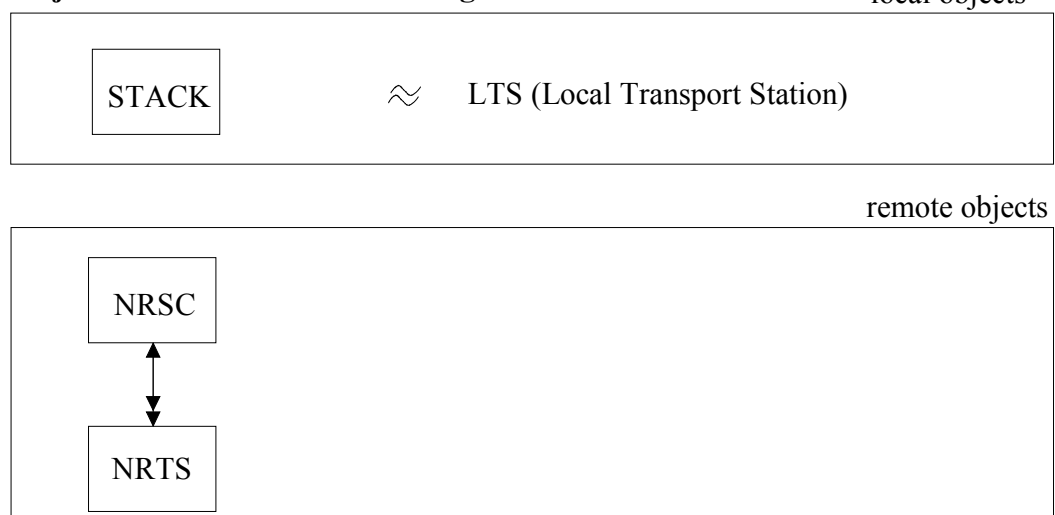 local objects
STACK
LTS (Local Transport Station)
remote objects
NRSC
NRTS